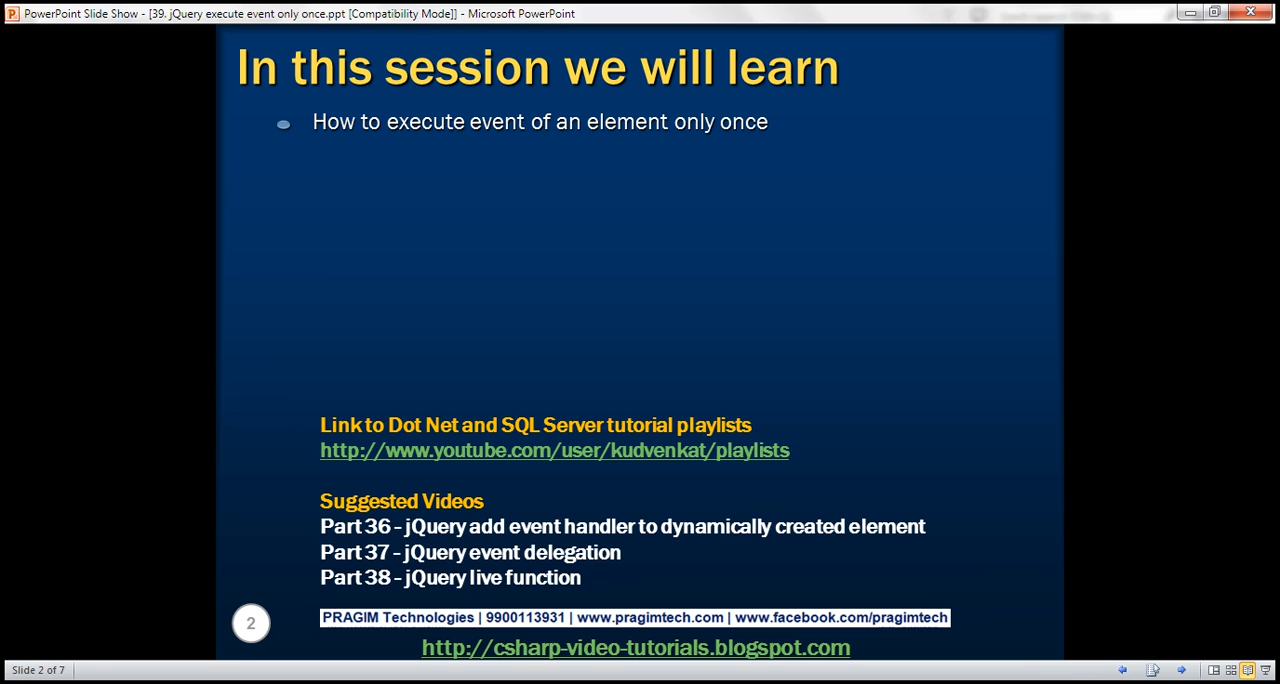 PowerPoint Slide Show - [39. jQuery execute event only once.ppt [Compatibility Mode]] - Microsoft PowerPoint
In this session we will learn
How to execute event of an element only once
Link to Dot Net and SQL Server tutorial playlists
http://www.youtube.com/user/kudvenkat/playlists
Suggested Videos
Part 36 - jQuery add event handler to dynamically created element
Part 37 - jQuery event delegation
Part 38 - jQuery live function
2
PRAGIM Technologies | 9900113931 | www.pragimtech.com | www.facebook.com/pragimtech
http://csharp-video-tutorials.blogspot.com
Slide 2 of 7